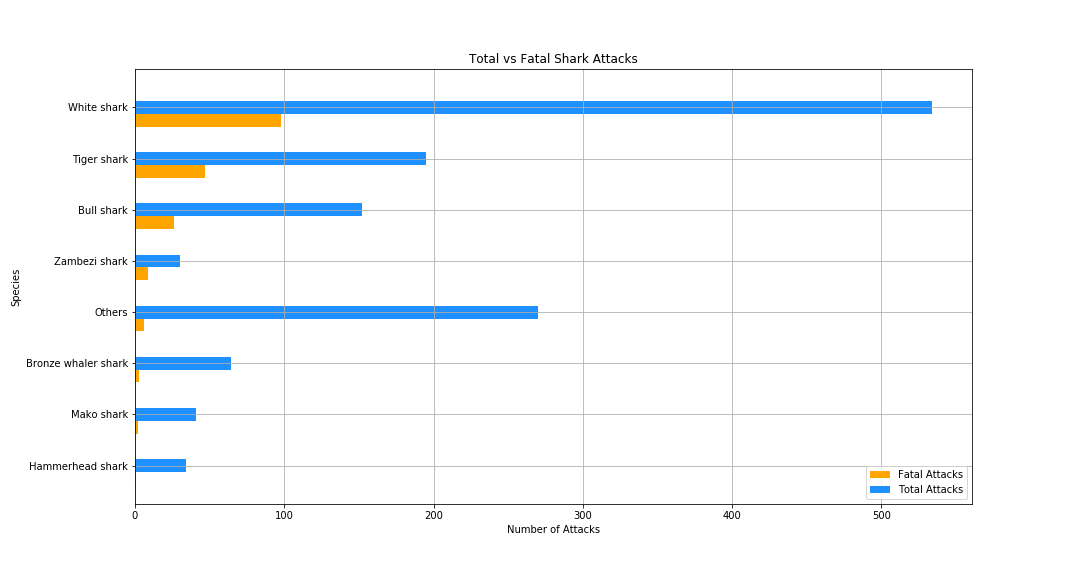 Total vs Fatal Shark Attacks
White shark
Tiger shark
Bull shark
Zambezi shark
Others
Bronze whaler shark
Mako shark
Hammerhead shark
Species
Fatal Attacks
Total Attacks
0 100 200 300 400 500
Number of Attacks